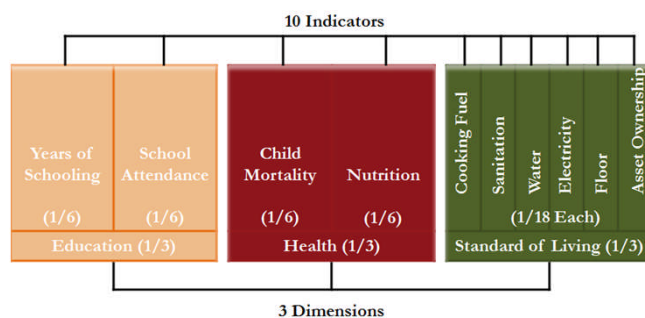 10 Indicators
Years of
Schooling
(1/6)
School
Attendance
(1/6)
Education (1/3)
Child
Mortality
(1/6)
Nutrition
(1/6)
Health (1/3)
Cooking Fuel
Sanitation
Water
Electricity
Floor
Asset Ownership
(1/18 Each)
Standard of Living (1/3)
3 Dimensions